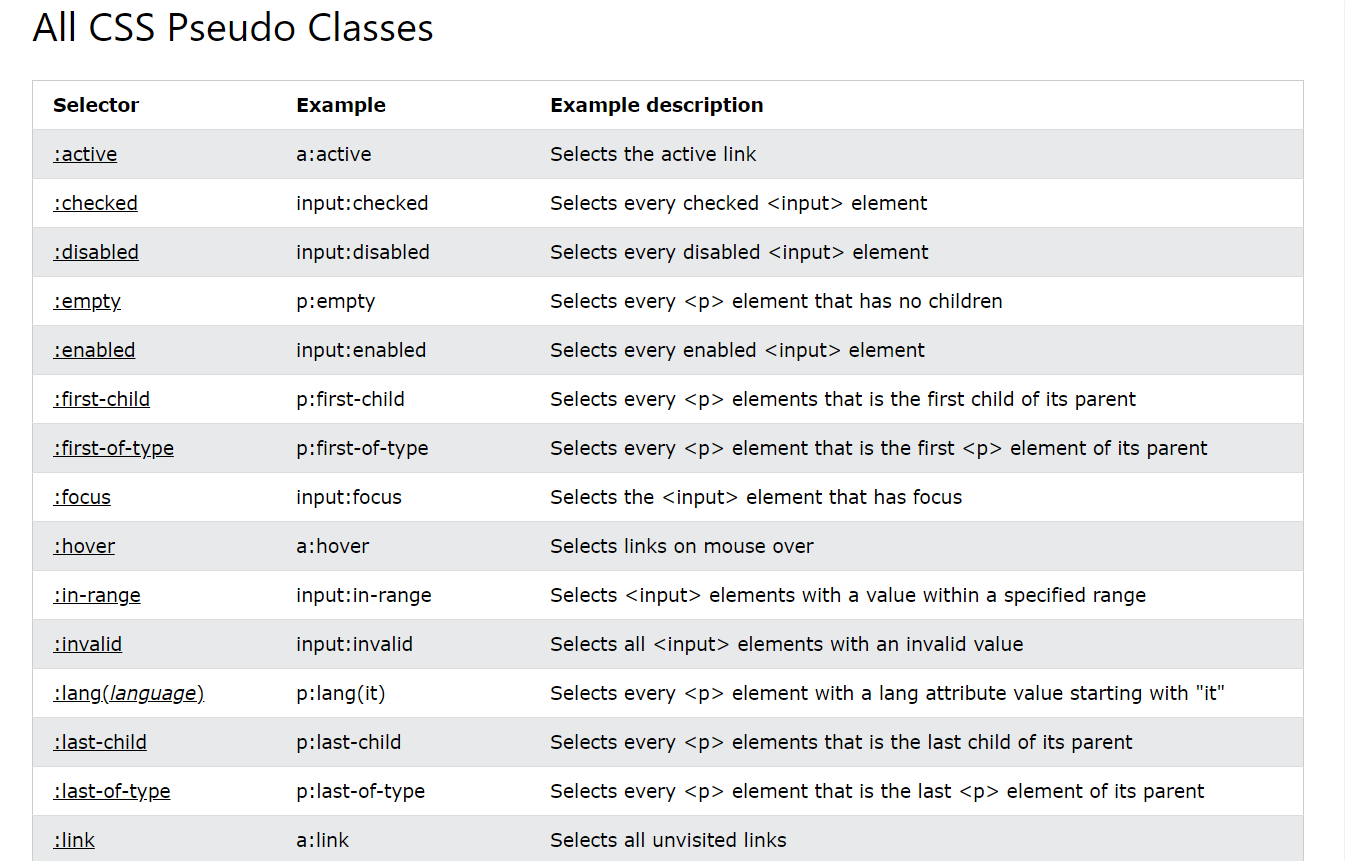 All CSS Pseudo Classes
Selector Example Example description
:active a:active Selects the active link
:checked input:checked Selects every checked <input> element
:disabled input:disabled Selects every disabled <input> element
:empty p:empty Selects every <p> element that has no children
:enabled input:enabled Selects every enabled <input> element
:first-child p:first-child Selects every <p> elements that is the first child of its parent
:first-of-type p:first-of-type Selects every <p> element that is the first <p> element of its parent
:focus input:focus Selects the <input> element that has focus
:hover a:hover Selects links on mouse over
:in-range input:in-range Selects <input> elements with a value within a specified range
:invalid input:invalid Selects all <input> elements with an invalid value
:lang(language) p:lang(it) Selects every <p> element with a lang attribute value starting with "it"
:last-child p:last-child Selects every <p> elements that is the last child of its parent
:last-of-type p:last-of-type Selects every <p> element that is the last <p> element of its parent
:link a:link Selects all unvisited links